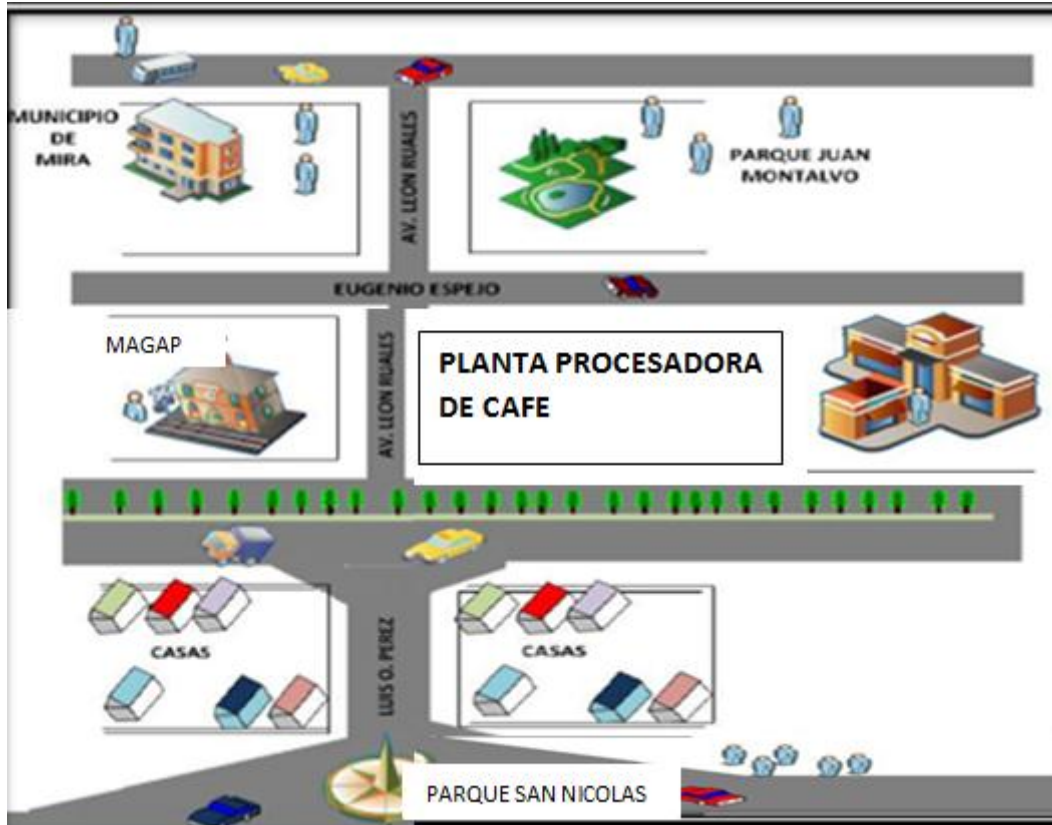 MUNICIPIO
DE
MIRA
AV. LEON RUALES
PARQUE JUAN
MONTALVO
EUGENIO ESPEJO
MAGAP
AV. LEON RUALES
PLANTA PROCESADORA
DE CAFE
CASAS
LUIS O. PEREZ
CASAS
PARQUE SAN NICOLAS